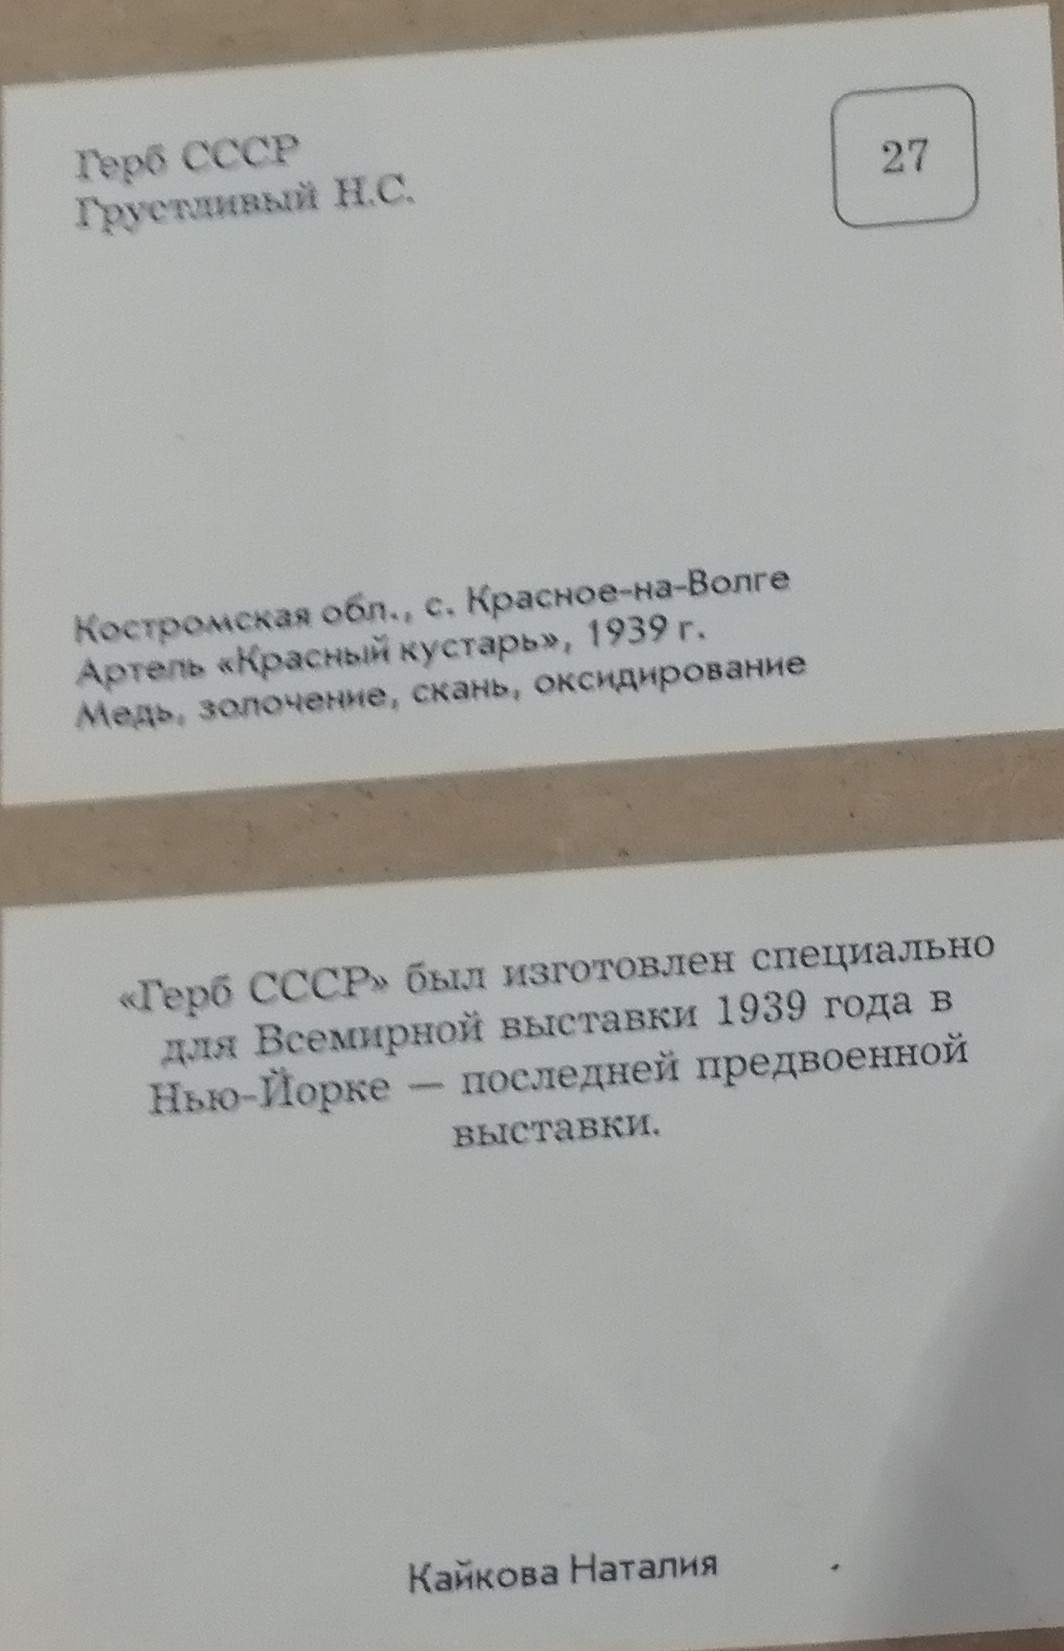 Герб СССР
Грустливый Н.С.
27
Костромская обл., с. Красное-на-Волге
Артель «Красный кустарь», 1939 г.
Медь, золочение, скань, оксидирование
«Герб СССР» был изготовлен специально
для Всемирной выставки 1939 года в
Нью-Йорке — последней предвоенной
выставки.
Кайкова Наталия